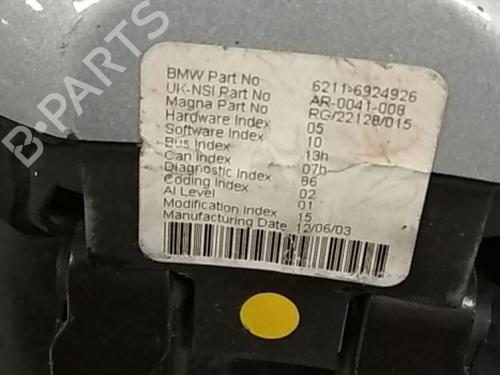 BMW Part No 6211-6924926
UK-NSI Part No AR-0041-008
Magna Part No RG/22128/015
Hardware Index 05
Software Index 10
Bus Index 13h
Can Index 07h
Diagnostic Index 86
Coding Index 02
AI Level 01
Modification Index 15
Manufacturing Date 12/06/03
B-PARTS